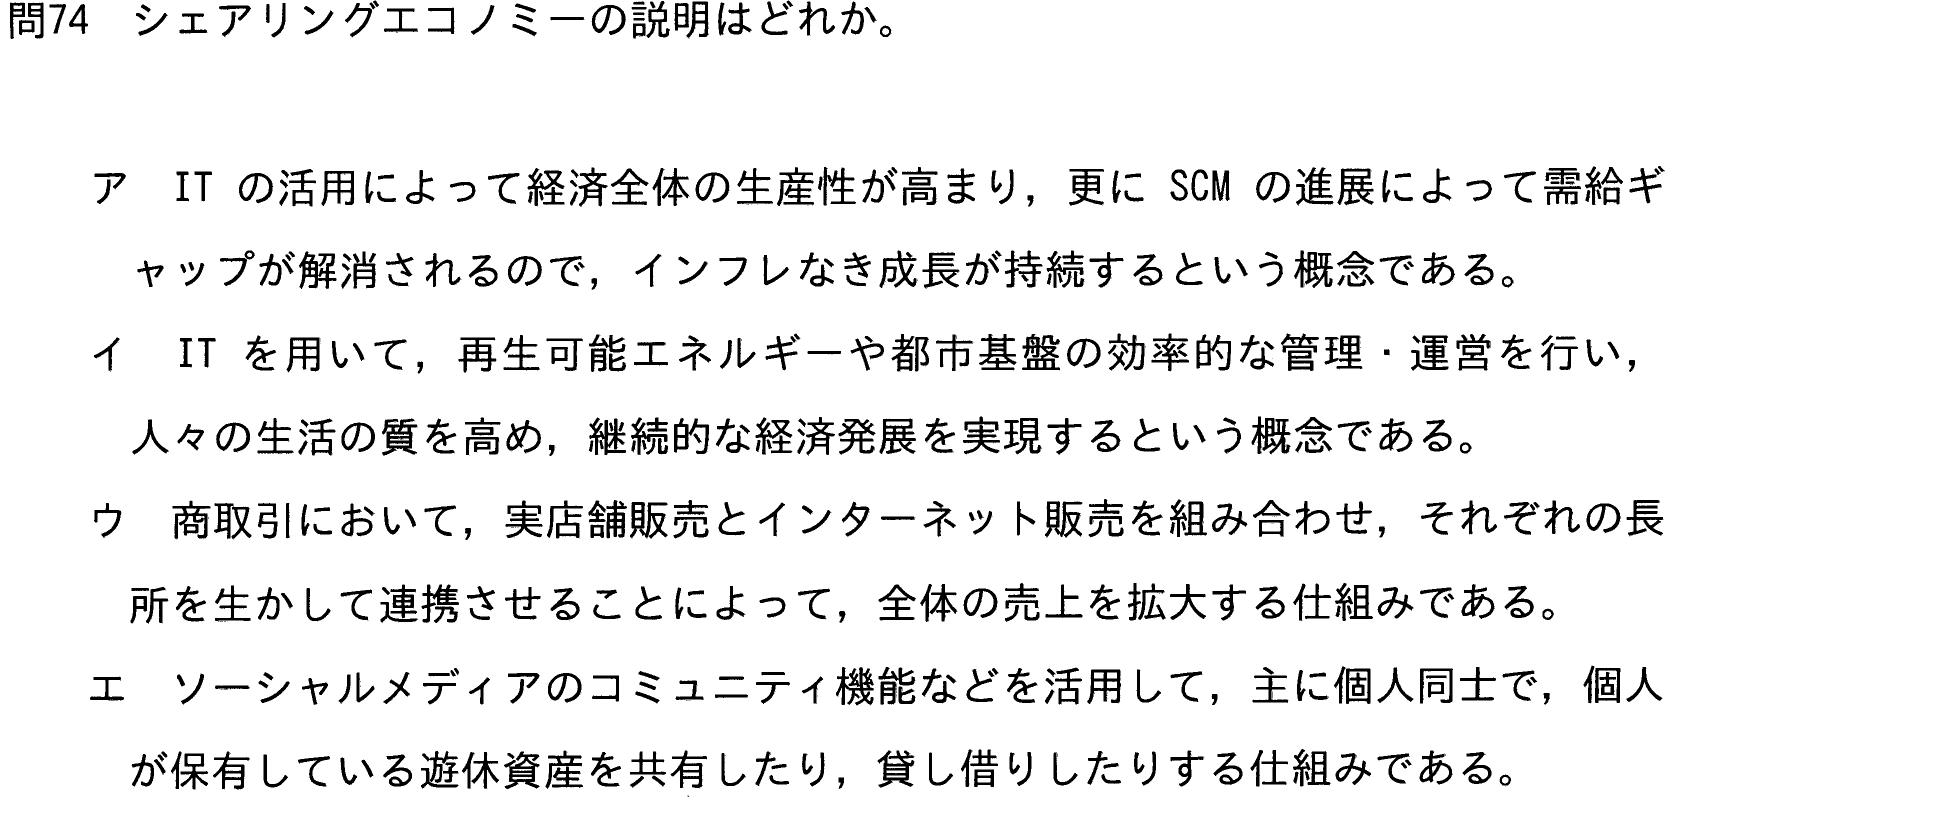 問74　シェアリングエコノミーの説明はどれか。
ア　IT の活用によって経済全体の生産性が高まり，更に SCM の進展によって需給ギ
ャップが解消されるので，インフレなき成長が持続するという概念である。
イ　IT を用いて，再生可能エネルギーや都市基盤の効率的な管理・運営を行い，
人々の生活の質を高め，継続的な経済発展を実現するという概念である。
ウ　商取引において，実店舗販売とインターネット販売を組み合わせ，それぞれの長
所を生かして連携させることによって，全体の売上を拡大する仕組みである。
エ　ソーシャルメディアのコミュニティ機能などを活用して，主に個人同士で，個人
が保有している遊休資産を共有したり，貸し借りしたりする仕組みである。